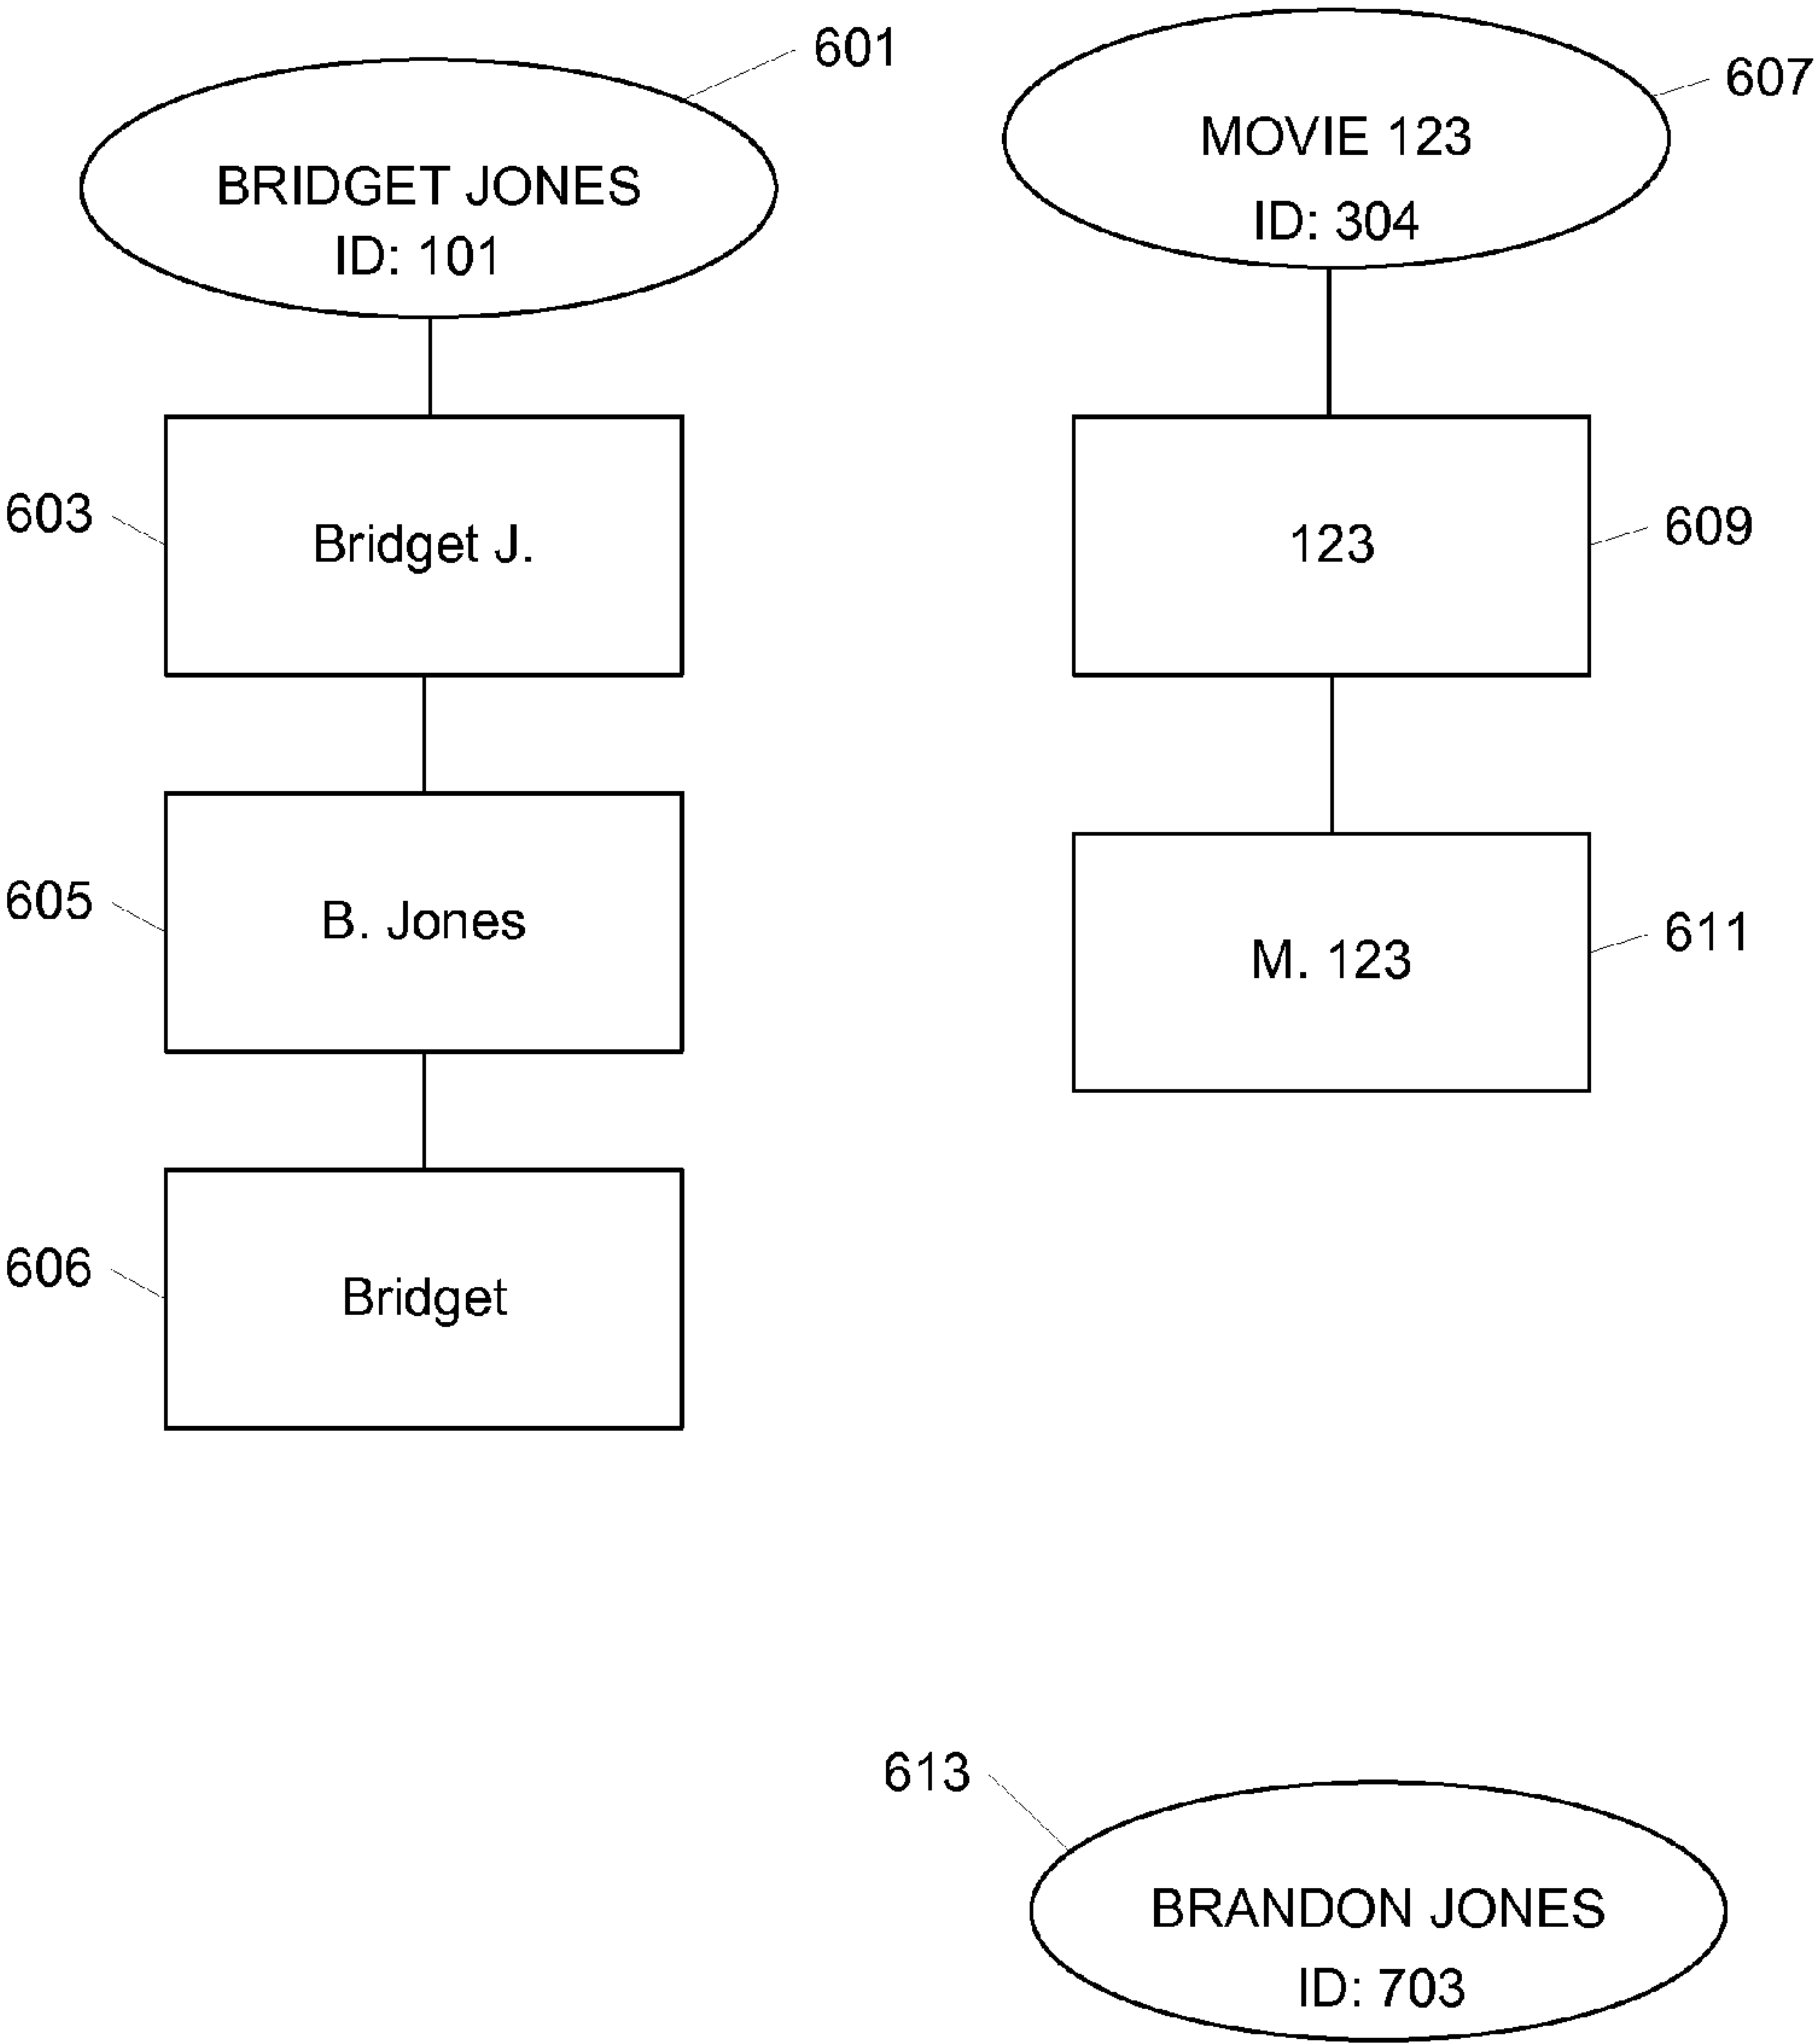 601
BRIDGET JONES
ID: 101
603
Bridget J.
605
B. Jones
606
Bridget
607
MOVIE 123
ID: 304
123
609
M. 123
611
613
BRANDON JONES
ID: 703